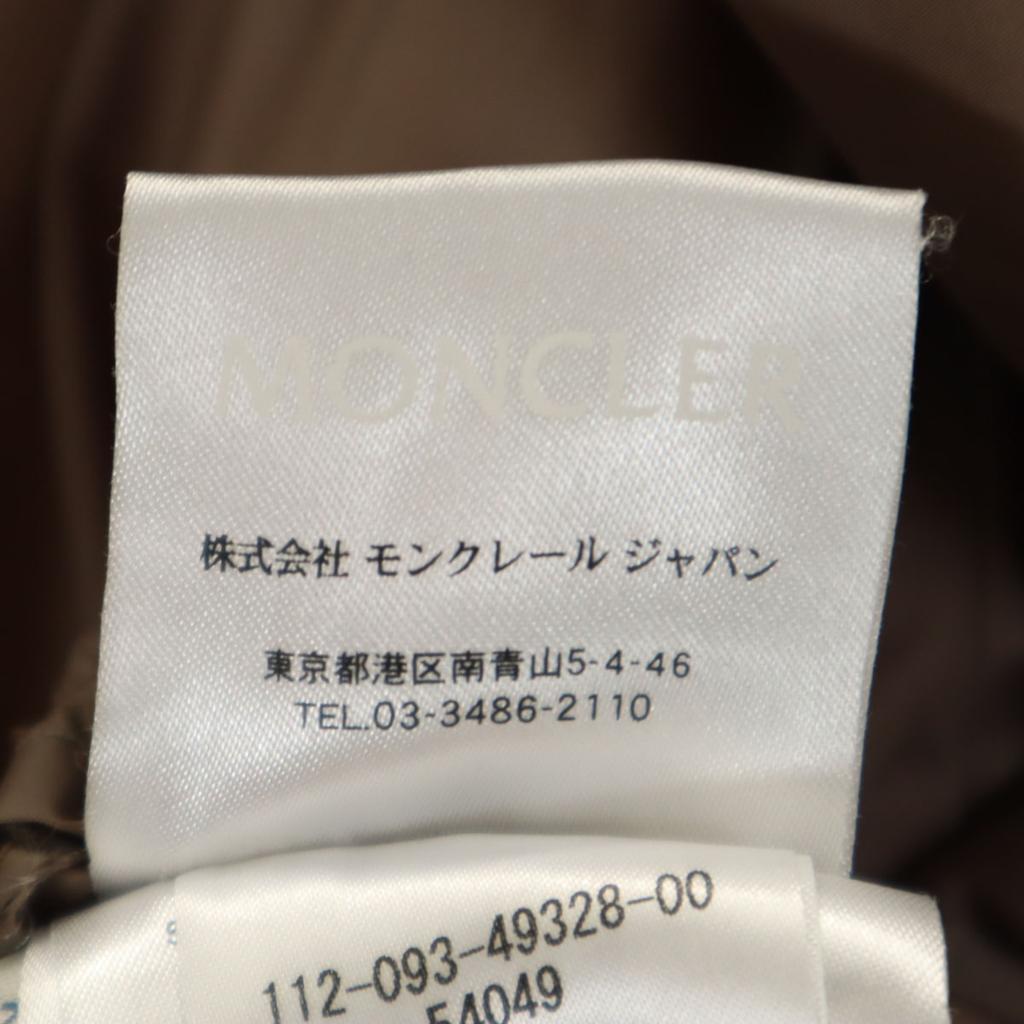 MONCLER
株式会社 モンクレール ジャパン
東京都港区南青山5-4-46
TEL.03-3486-2110
112-093-49328-00
54049